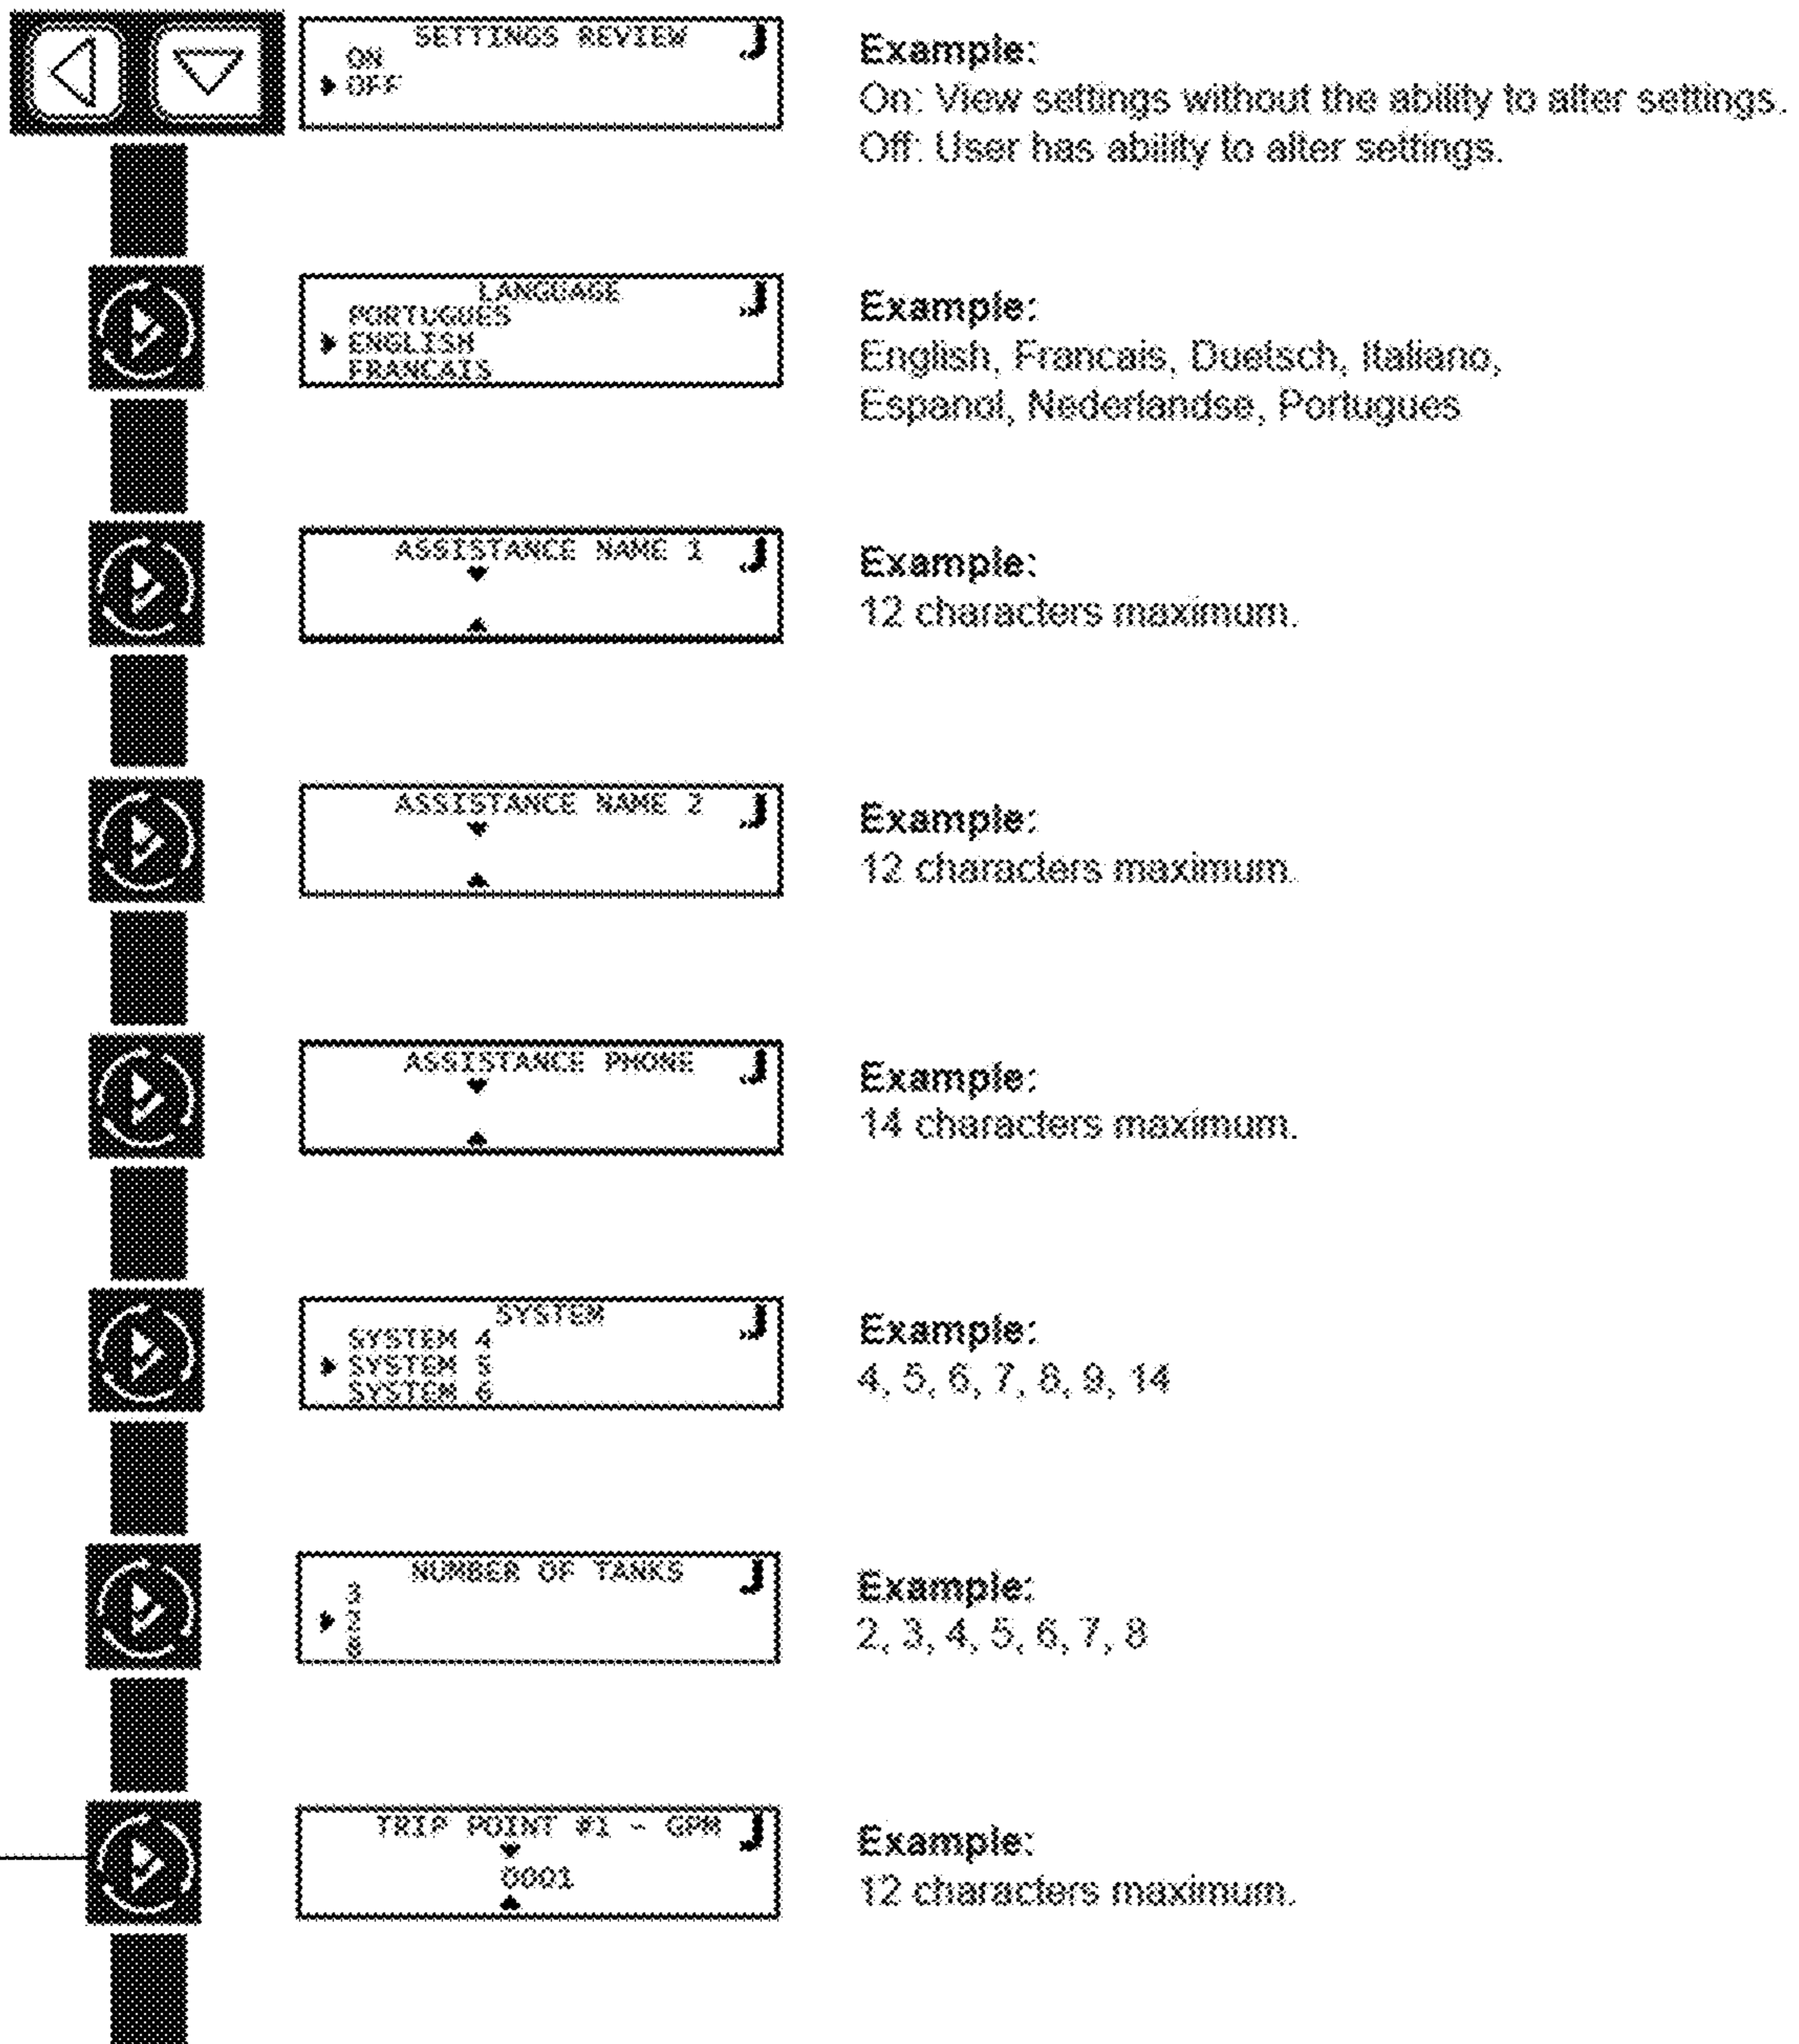 SETTINGS REVIEW
ON
OFF
Example:
On: View settings without the ability to alter settings.
Off: User has ability to alter settings.
LANGUAGE
PORTUGUES
ENGLISH
FRANCAIS
Example:
English, Francais, Duetsch, Italiano,
Espanol, Nederlandse, Portugues
ASSISTANCE NAME 1
Example:
12 characters maximum.
ASSISTANCE NAME 2
Example:
12 characters maximum.
ASSISTANCE PHONE
Example:
14 characters maximum.
SYSTEM
SYSTEM 4
SYSTEM 5
SYSTEM 6
Example:
4, 5, 6, 7, 8, 9, 14
NUMBER OF TANKS
3
2
8
Example:
2, 3, 4, 5, 6, 7, 8
TRIP POINT #1 - GPM
0001
Example:
12 characters maximum.